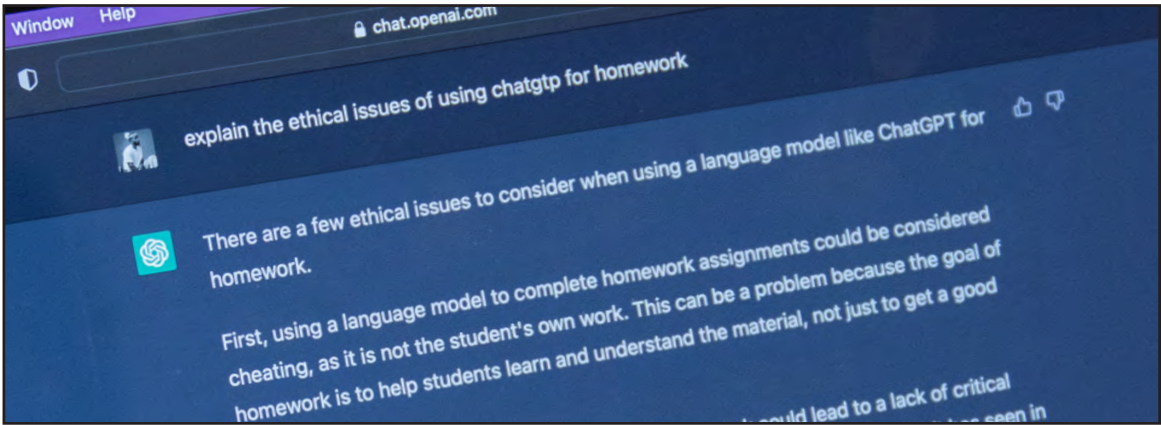 Window Help
chat.openai.com
explain the ethical issues of using chatgtp for homework
There are a few ethical issues to consider when using a language model like ChatGPT for
homework.
First, using a language model to complete homework assignments could be considered
cheating, as it is not the student's own work. This can be a problem because the goal of
homework is to help students learn and understand the material, not just to get a good
could lead to a lack of critical
seen in